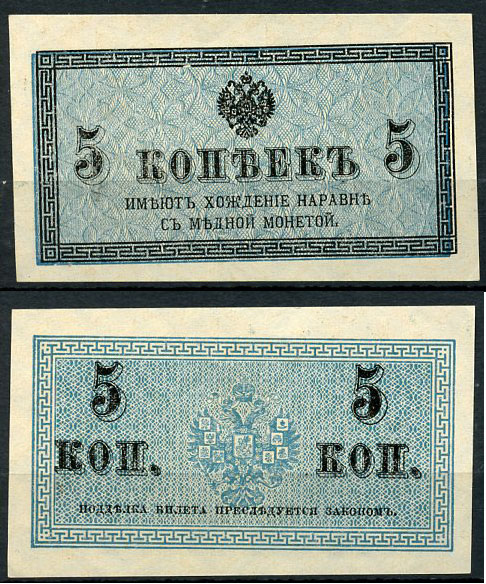 5 КОПѢЕКЪ 5
ИМѢЮТЪ ХОЖДЕНІЕ НАРАВНѢ
СЪ МѢДНОЙ МОНЕТОЙ.
5 5
КОП. КОП.
ПОДДѢЛКА БИЛЕТА ПРЕСЛѢДУЕТСЯ ЗАКОНОМЪ.